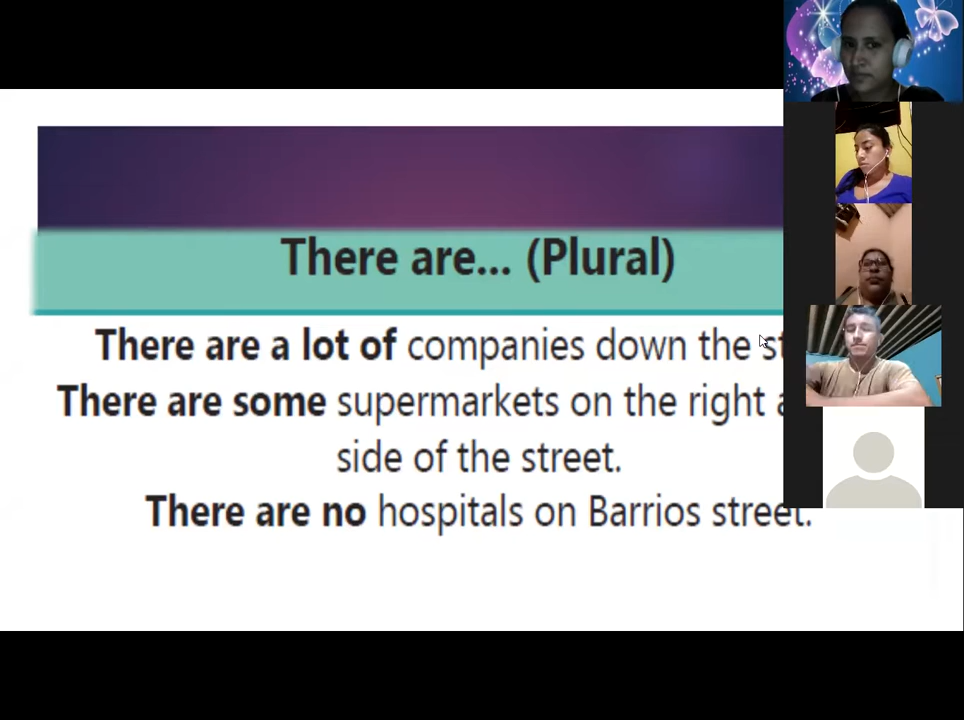 There are... (Plural)
There are a lot of companies down the
There are some supermarkets on the right
side of the street.
There are no hospitals on Barrios street.